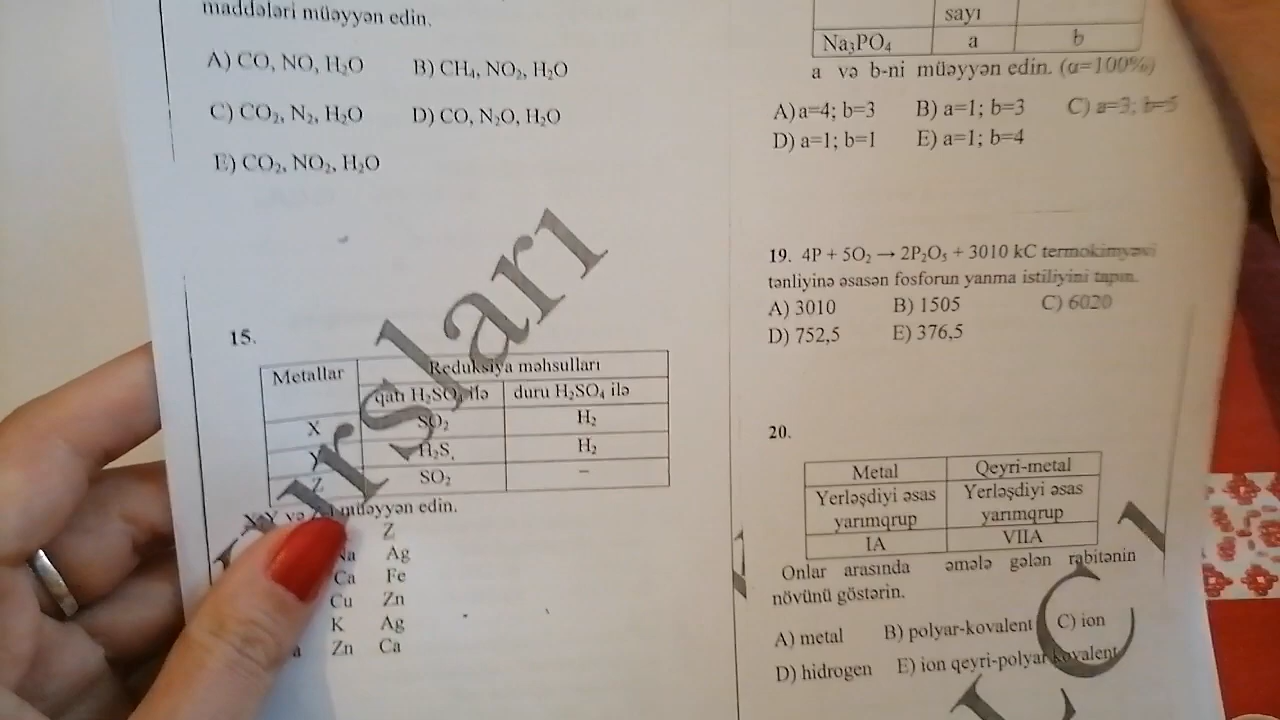 maddələri müəyyən edin.
A) CO, NO, H₂O B) CH₄, NO₂, H₂O
C) CO₂, N₂, H₂O D) CO, N₂O, H₂O
E) CO₂, NO₂, H₂O
15.
Metallar Reduksiya məhsulları
qatı H₂SO₄ ilə duru H₂SO₄ ilə
X SO₂ H₂
Y H₂S H₂
Z SO₂ –
X, Y və Z-i müəyyən edin.
Z
Na Ag
Ca Fe
Cu Zn
K Ag
a Zn Ca
sayı
Na₃PO₄ a b
a və b-ni müəyyən edin. (α=100%)
A) a=4; b=3 B) a=1; b=3 C) a=3; b=5
D) a=1; b=1 E) a=1; b=4
19. 4P + 5O₂ → 2P₂O₅ + 3010 kC termokimyəvi
tənliyinə əsasən fosforun yanma istiliyini tapın.
A) 3010 B) 1505 C) 6020
D) 752,5 E) 376,5
20.
Metal Qeyri-metal
Yerləşdiyi əsas Yerləşdiyi əsas
yarımqrup yarımqrup
IA VIIA
Onlar arasında əmələ gələn rabitənin
növünü göstərin.
A) metal B) polyar-kovalent C) ion
D) hidrogen E) ion qeyri-polyar kovalent